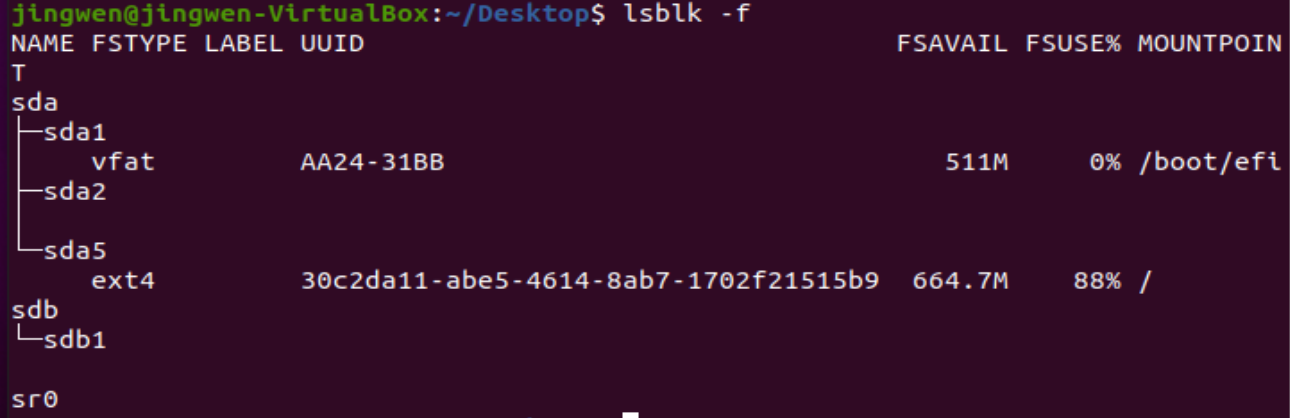 jingwen@jingwen-VirtualBox:~/Desktop$ lsblk -f
NAME FSTYPE LABEL UUID                                 FSAVAIL FSUSE% MOUNTPOIN
T
sda
├─sda1
     vfat         AA24-31BB                               511M     0% /boot/efi
├─sda2

└─sda5
     ext4         30c2da11-abe5-4614-8ab7-1702f21515b9  664.7M    88% /
sdb
└─sdb1

sr0